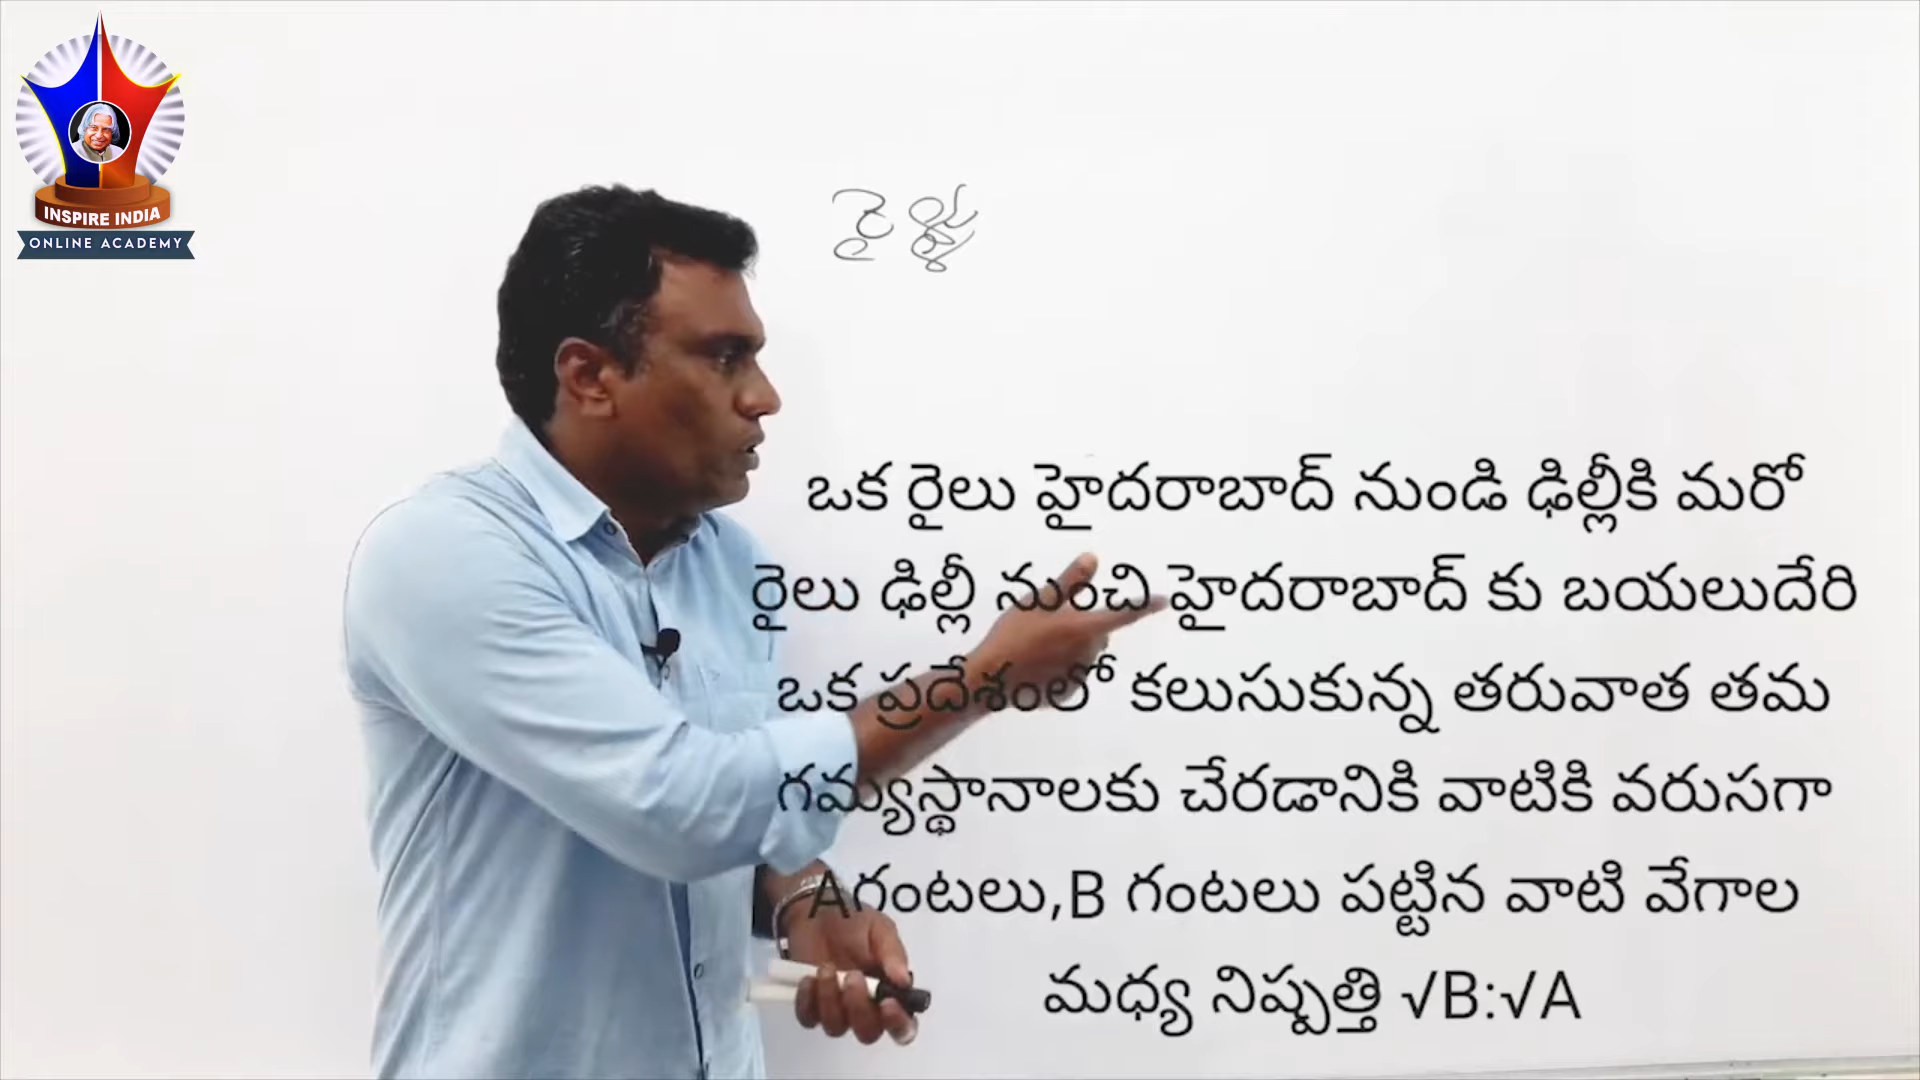 INSPIRE INDIA
ONLINE ACADEMY
రైళ్ళు
ఒక రైలు హైదరాబాద్ నుండి ఢిల్లీకి మరో
రైలు ఢిల్లీ నుంచి హైదరాబాద్ కు బయలుదేరి
ఒక ప్రదేశంలో కలుసుకున్న తరువాత తమ
గమ్యస్థానాలకు చేరడానికి వాటికి వరుసగా
Aగంటలు,B గంటలు పట్టిన వాటి వేగాల
మధ్య నిష్పత్తి √B:√A